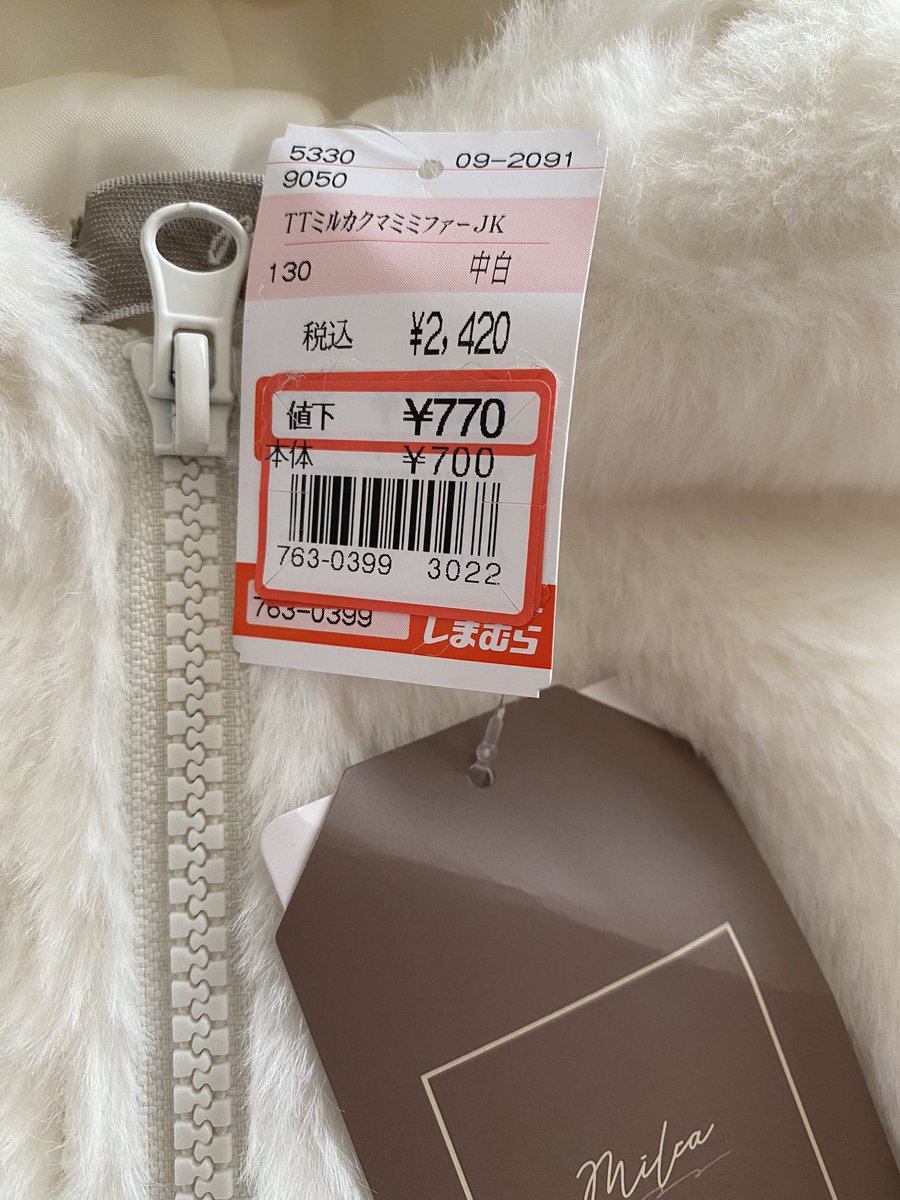 5330 09-2091
9050
TTミルカクマミミファーJK
130 中白
税込 ¥2,420
値下 ¥770
本体 ¥700
763-0399 3022
763-0399
しまむら
Milca